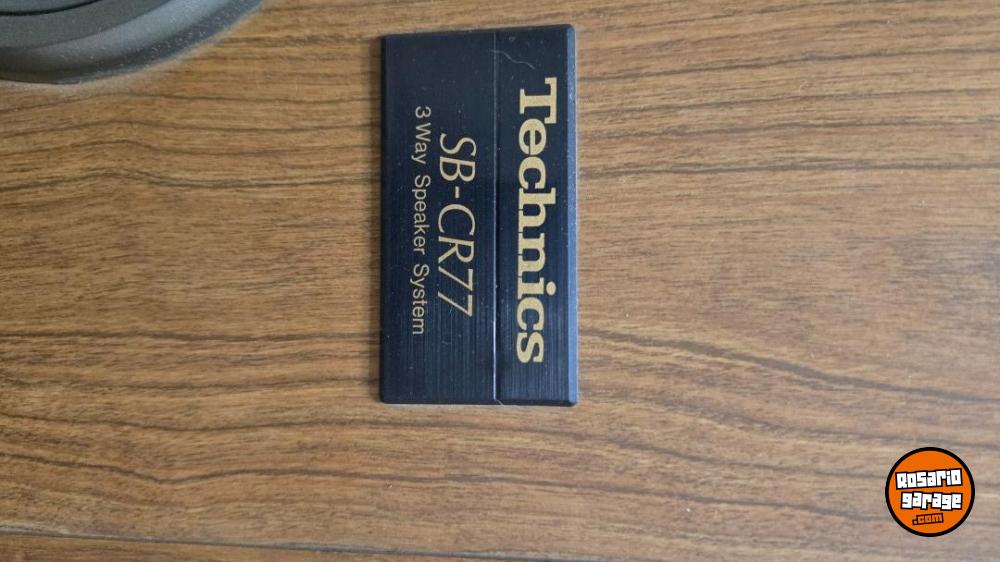 Technics
SB-CR77
3 Way Speaker System
Rosario
garage
.com